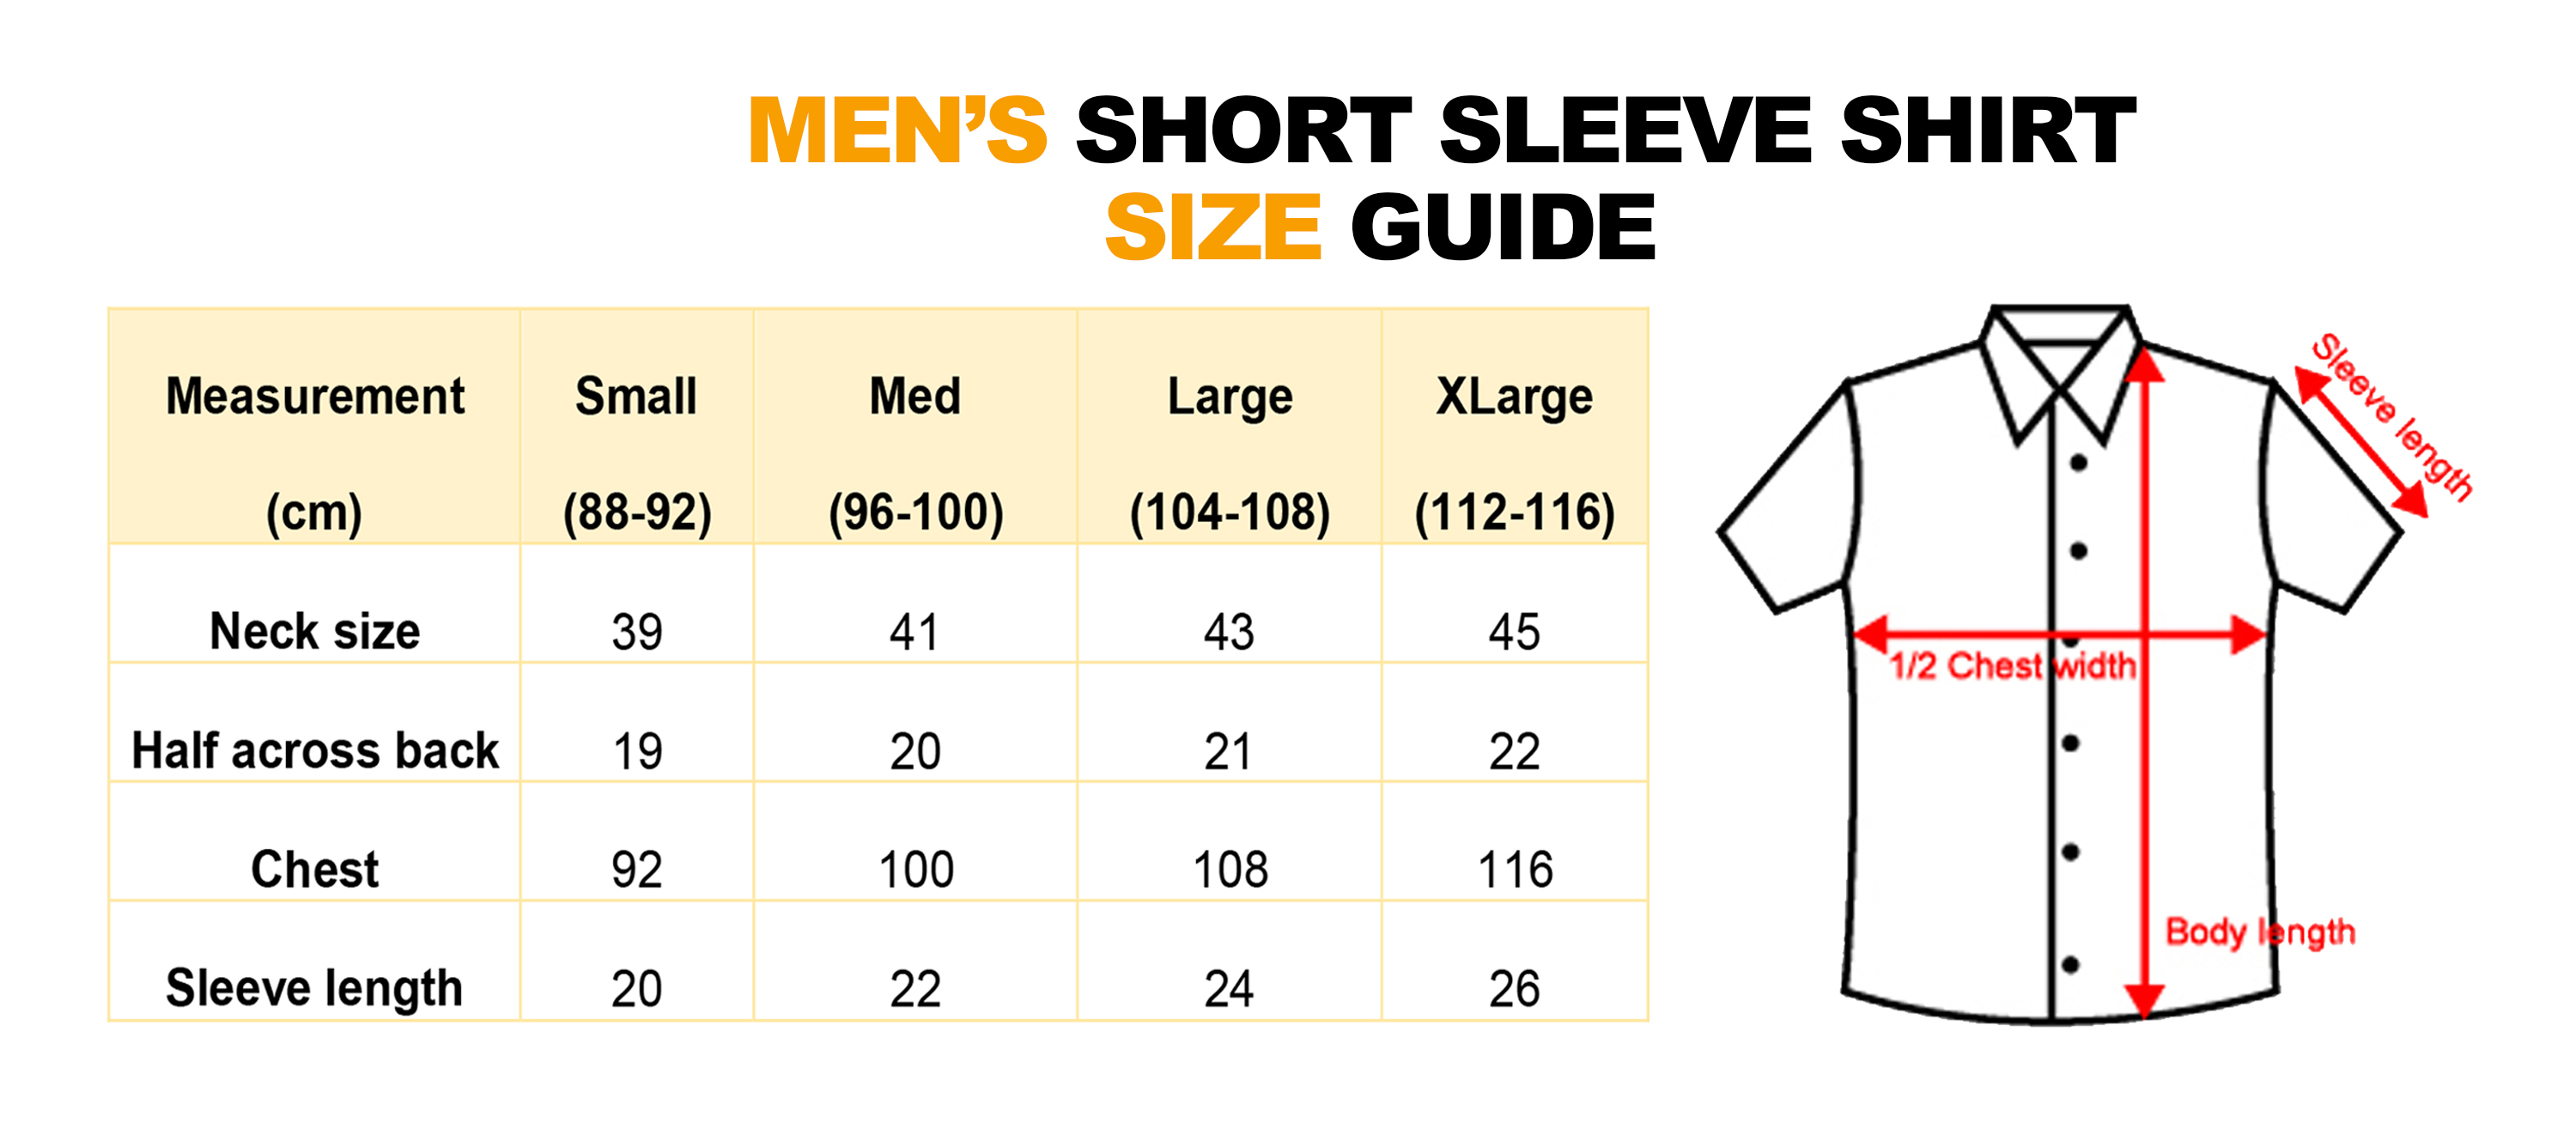 MEN’S SHORT SLEEVE SHIRT
SIZE GUIDE
Measurement (cm) Small (88-92) Med (96-100) Large (104-108) XLarge (112-116)
Neck size 39 41 43 45
Half across back 19 20 21 22
Chest 92 100 108 116
Sleeve length 20 22 24 26
Sleeve length
1/2 Chest width
Body length